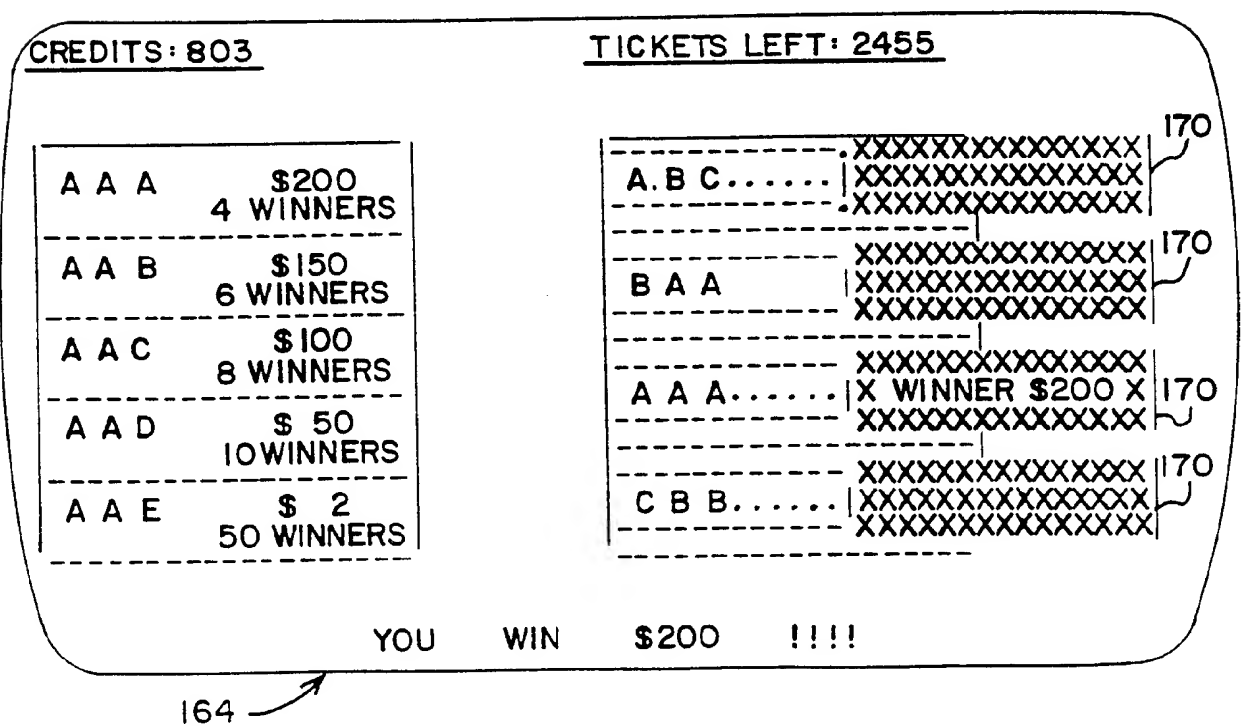 CREDITS: 803
TICKETS LEFT: 2455
A A A $200
4 WINNERS
A A B $150
6 WINNERS
A A C $100
8 WINNERS
A A D $ 50
10 WINNERS
A A E $ 2
50 WINNERS
XXXXXXXXXXXXXXX 170
A.B C...... XXXXXXXXXXXXXXX
XXXXXXXXXXXXXXX
XXXXXXXXXXXXXXX 170
B A A XXXXXXXXXXXXXXX
XXXXXXXXXXXXXXX
XXXXXXXXXXXXXXX
A A A...... X WINNER $200 X 170
XXXXXXXXXXXXXXX
XXXXXXXXXXXXXXX 170
C B B...... XXXXXXXXXXXXXXX
XXXXXXXXXXXXXXX
YOU WIN $200 !!!!
164